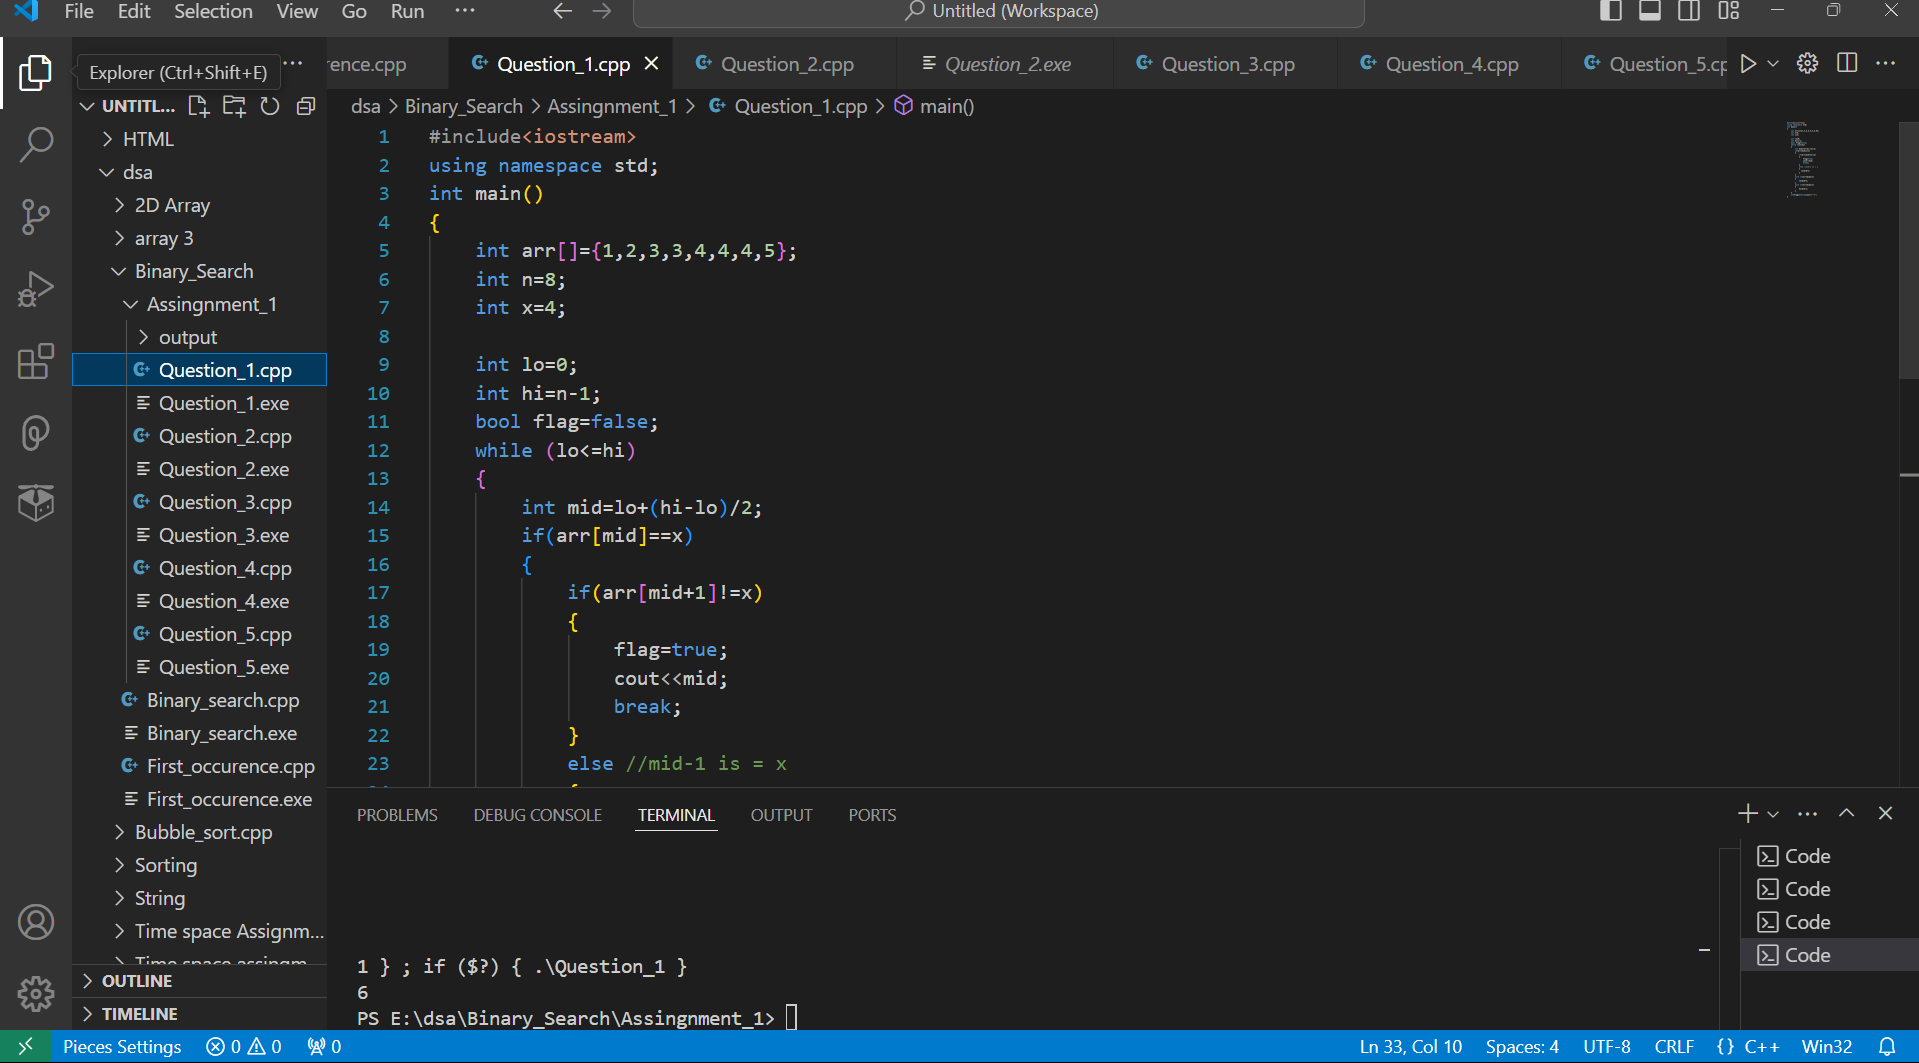 File Edit Selection View Go Run ··· Untitled (Workspace)
Explorer (Ctrl+Shift+E)
rence.cpp Question_1.cpp Question_2.cpp Question_2.exe Question_3.cpp Question_4.cpp Question_5.cp
UNTITL...
HTML
dsa
2D Array
array 3
Binary_Search
Assingnment_1
output
Question_1.cpp
Question_1.exe
Question_2.cpp
Question_2.exe
Question_3.cpp
Question_3.exe
Question_4.cpp
Question_4.exe
Question_5.cpp
Question_5.exe
Binary_search.cpp
Binary_search.exe
First_occurence.cpp
First_occurence.exe
Bubble_sort.cpp
Sorting
String
Time space Assignm...
Time space assingm
OUTLINE
TIMELINE
dsa > Binary_Search > Assingnment_1 > Question_1.cpp > main()
1 #include<iostream>
2 using namespace std;
3 int main()
4 {
5 int arr[]={1,2,3,3,4,4,4,5};
6 int n=8;
7 int x=4;
8
9 int lo=0;
10 int hi=n-1;
11 bool flag=false;
12 while (lo<=hi)
13 {
14 int mid=lo+(hi-lo)/2;
15 if(arr[mid]==x)
16 {
17 if(arr[mid+1]!=x)
18 {
19 flag=true;
20 cout<<mid;
21 break;
22 }
23 else //mid-1 is = x
PROBLEMS DEBUG CONSOLE TERMINAL OUTPUT PORTS
1 } ; if ($?) { .\Question_1 }
6
PS E:\dsa\Binary_Search\Assingnment_1>
Code
Code
Code
Code
Pieces Settings 0 0 0 Ln 33, Col 10 Spaces: 4 UTF-8 CRLF {} C++ Win32